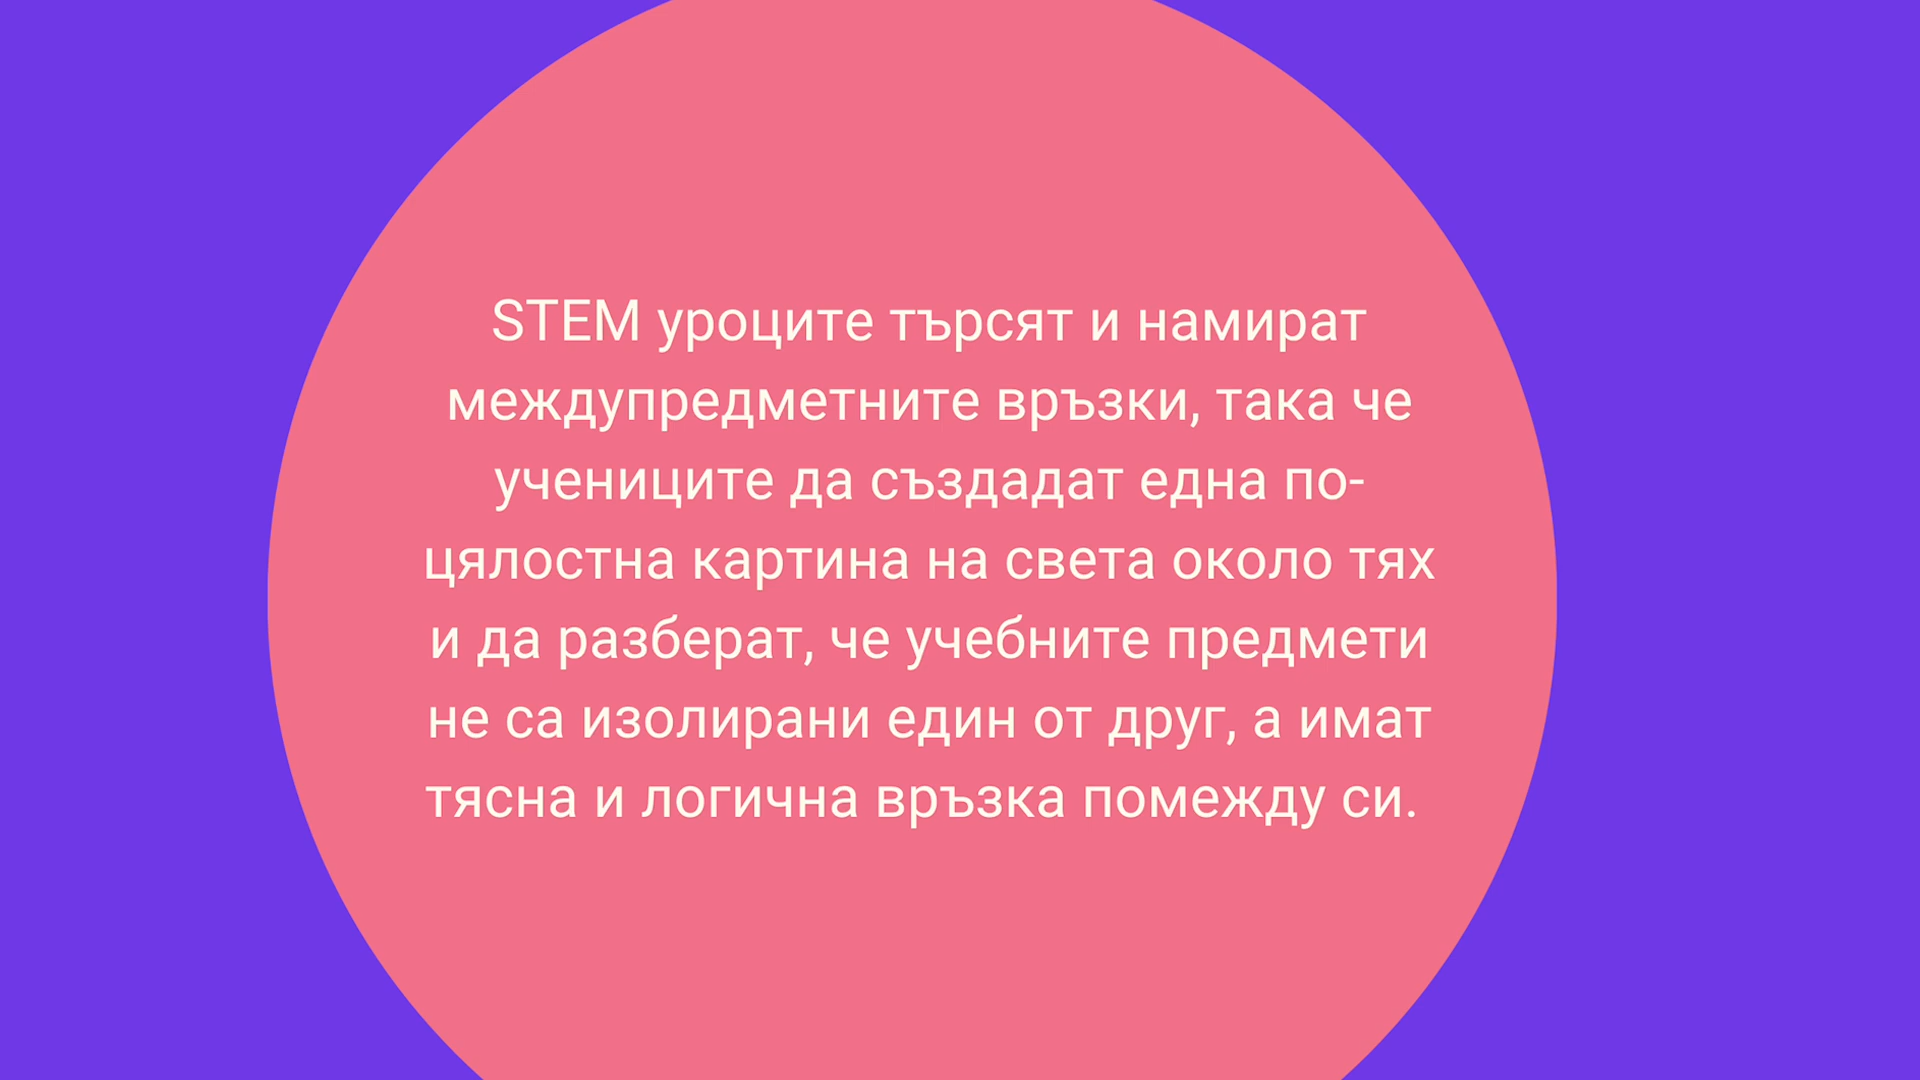 STEM уроците търсят и намират
междупредметните връзки, така че
учениците да създадат една по-
цялостна картина на света около тях
и да разберат, че учебните предмети
не са изолирани един от друг, а имат
тясна и логична връзка помежду си.